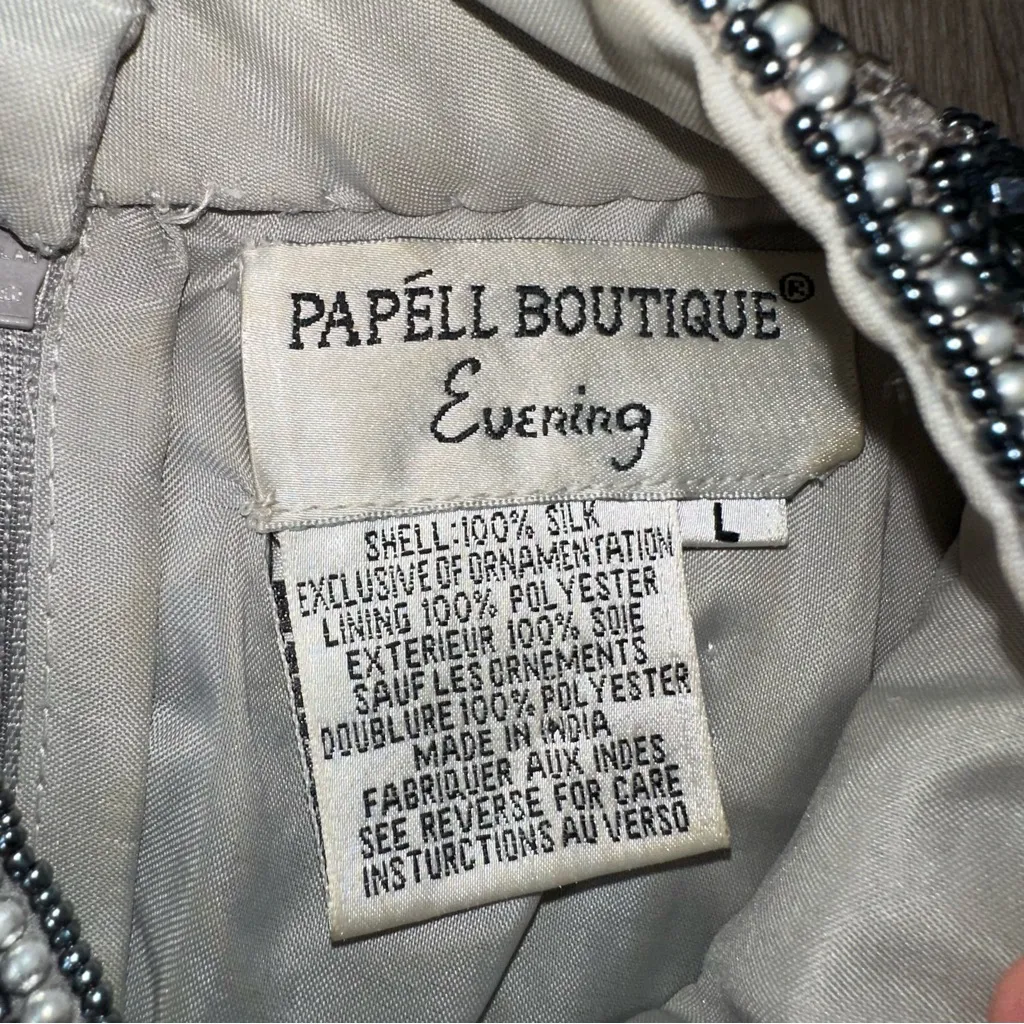 PAPÉLL BOUTIQUE®
Evening
L
SHELL:100% SILK
EXCLUSIVE OF ORNAMENTATION
LINING 100% POLYESTER
EXTERIEUR 100% SOIE
SAUF LES ORNEMENTS
DOUBLURE 100% POLYESTER
MADE IN INDIA
FABRIQUER AUX INDES
SEE REVERSE FOR CARE
INSTURCTIONS AU VERSO